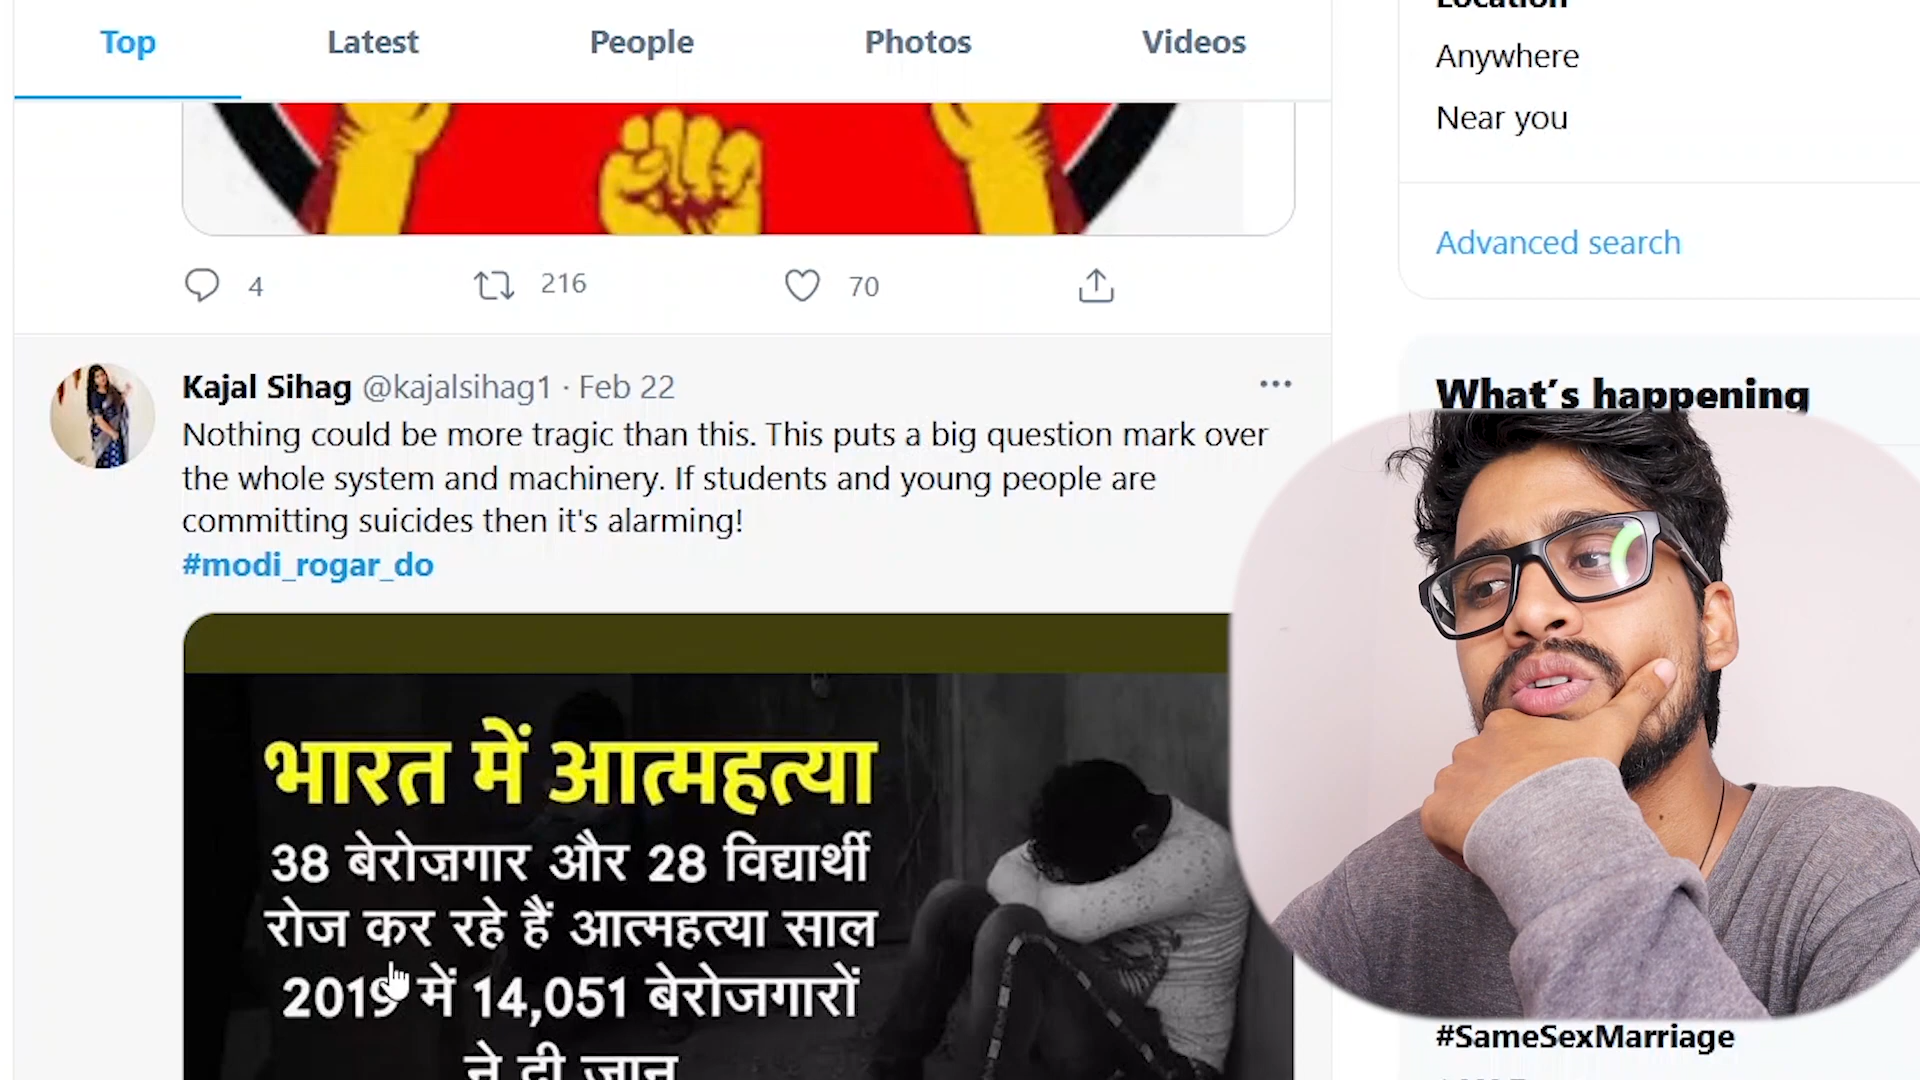 Top Latest People Photos Videos
Location
Anywhere
Near you
Advanced search
4 216 70
What's happening
Kajal Sihag @kajalsihag1 · Feb 22
Nothing could be more tragic than this. This puts a big question mark over
the whole system and machinery. If students and young people are
committing suicides then it's alarming!
#modi_rogar_do
भारत में आत्महत्या
38 बेरोज़गार और 28 विद्यार्थी
रोज कर रहे हैं आत्महत्या साल
2019 में 14,051 बेरोजगारों
ने दी जान
#SameSexMarriage